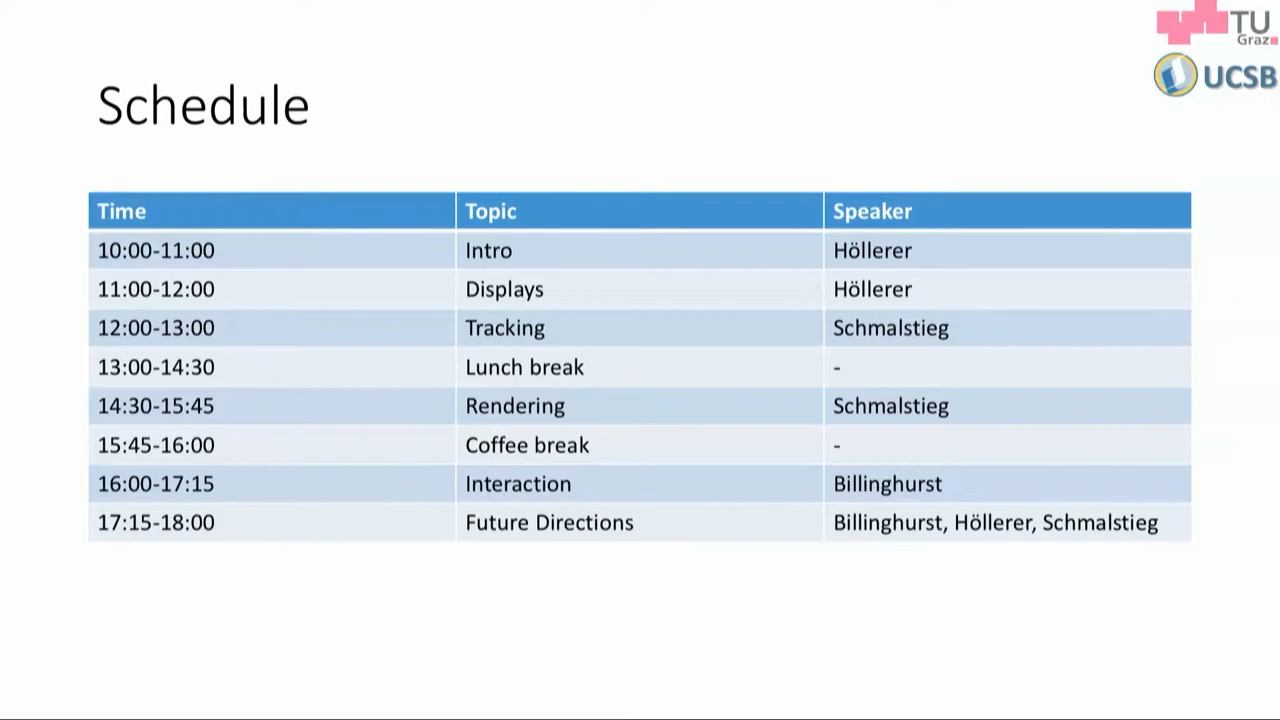 TU
Graz
UCSB
Schedule
Time Topic Speaker
10:00-11:00 Intro Höllerer
11:00-12:00 Displays Höllerer
12:00-13:00 Tracking Schmalstieg
13:00-14:30 Lunch break -
14:30-15:45 Rendering Schmalstieg
15:45-16:00 Coffee break -
16:00-17:15 Interaction Billinghurst
17:15-18:00 Future Directions Billinghurst, Höllerer, Schmalstieg